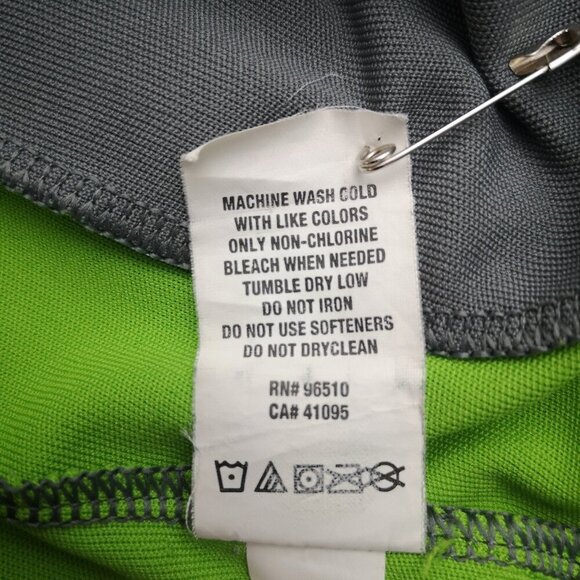 MACHINE WASH COLD
WITH LIKE COLORS
ONLY NON-CHLORINE
BLEACH WHEN NEEDED
TUMBLE DRY LOW
DO NOT IRON
DO NOT USE SOFTENERS
DO NOT DRYCLEAN
RN# 96510
CA# 41095